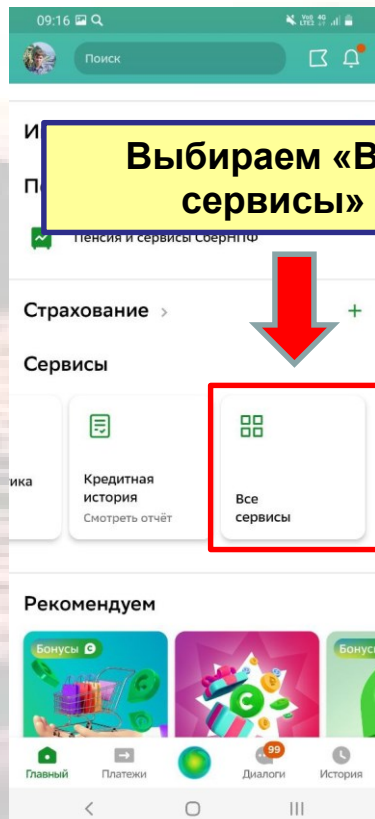 09:16
Поиск
Выбираем «В
сервисы»
Пенсия и сервисы СберНПФ
Страхование >
+
Сервисы
ика
Кредитная
история
Смотреть отчёт
Все
сервисы
Рекомендуем
Бонусы
Бонусы
99
Главный
Платежи
Диалоги
История